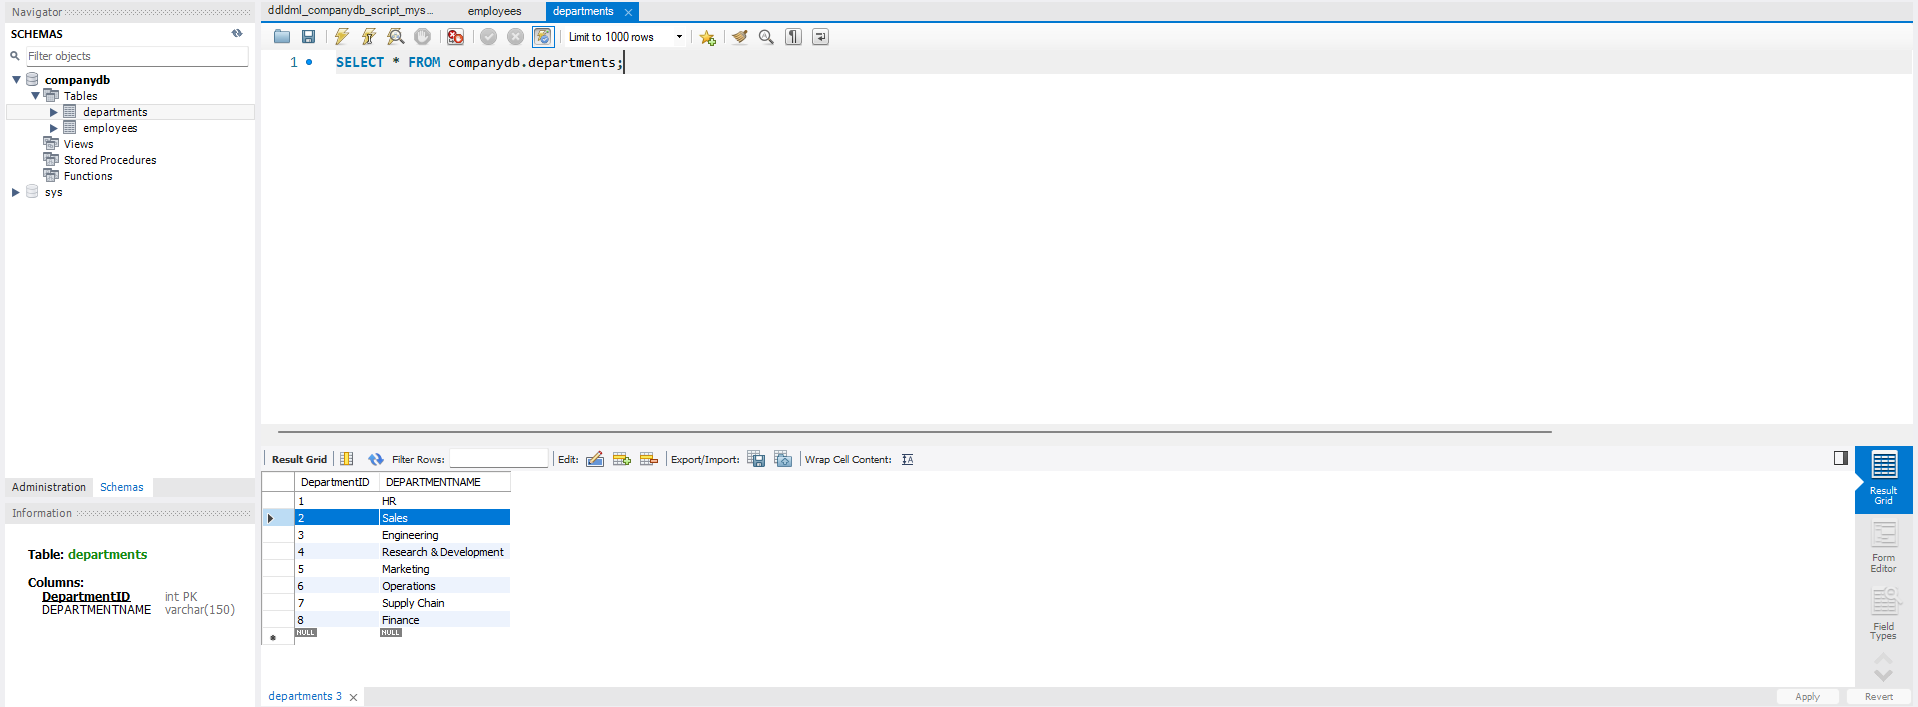 Navigator
SCHEMAS
Filter objects
companydb
Tables
departments
employees
Views
Stored Procedures
Functions
sys
Administration Schemas
Information
Table: departments
Columns:
DepartmentID int PK
DEPARTMENTNAME varchar(150)
ddldml_companydb_script_mys... employees departments
Limit to 1000 rows
1 SELECT * FROM companydb.departments;
Result Grid Filter Rows: Edit: Export/Import: Wrap Cell Content:
DepartmentID DEPARTMENTNAME
1 HR
2 Sales
3 Engineering
4 Research & Development
5 Marketing
6 Operations
7 Supply Chain
8 Finance
NULL NULL
departments 3
Result
Grid
Form
Editor
Field
Types
Apply Revert